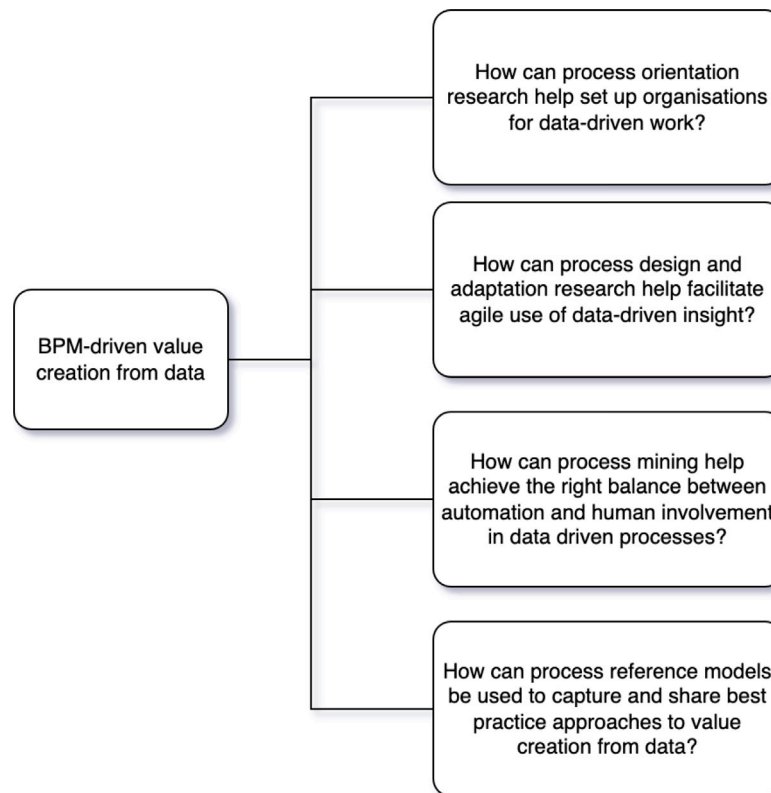 How can process orientation
research help set up organisations
for data-driven work?
How can process design and
adaptation research help facilitate
agile use of data-driven insight?
BPM-driven value
creation from data
How can process mining help
achieve the right balance between
automation and human involvement
in data driven processes?
How can process reference models
be used to capture and share best
practice approaches to value
creation from data?